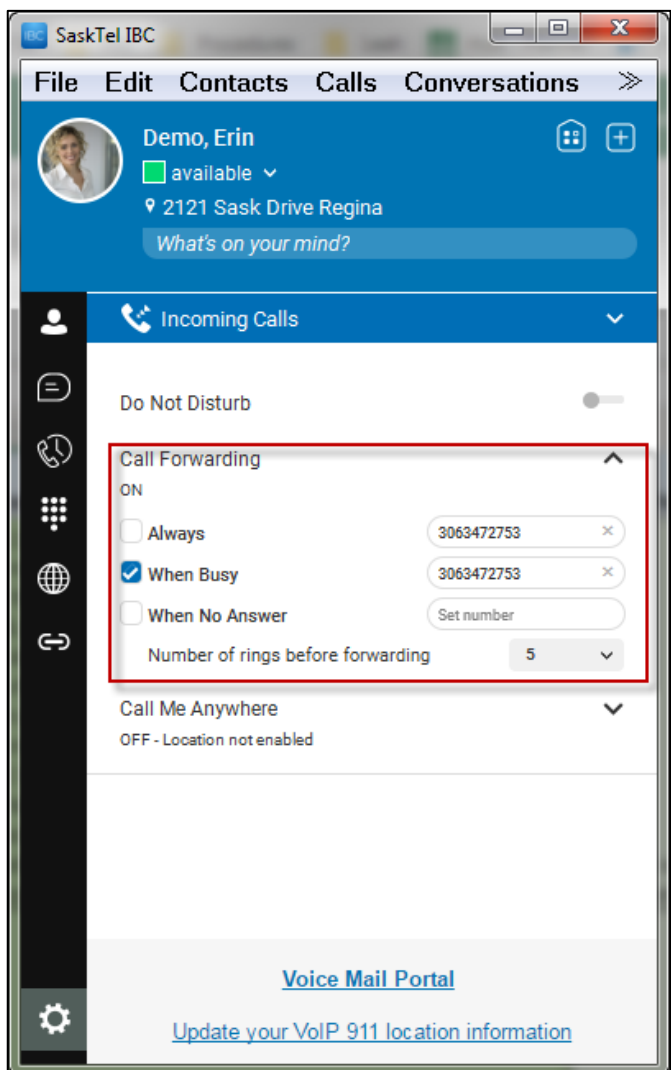 IBC SaskTel IBC
File Edit Contacts Calls Conversations
Demo, Erin
available
2121 Sask Drive Regina
What's on your mind?
Incoming Calls
Do Not Disturb
Call Forwarding
ON
Always 3063472753
When Busy 3063472753
When No Answer Set number
Number of rings before forwarding 5
Call Me Anywhere
OFF - Location not enabled
Voice Mail Portal
Update your VoIP 911 location information